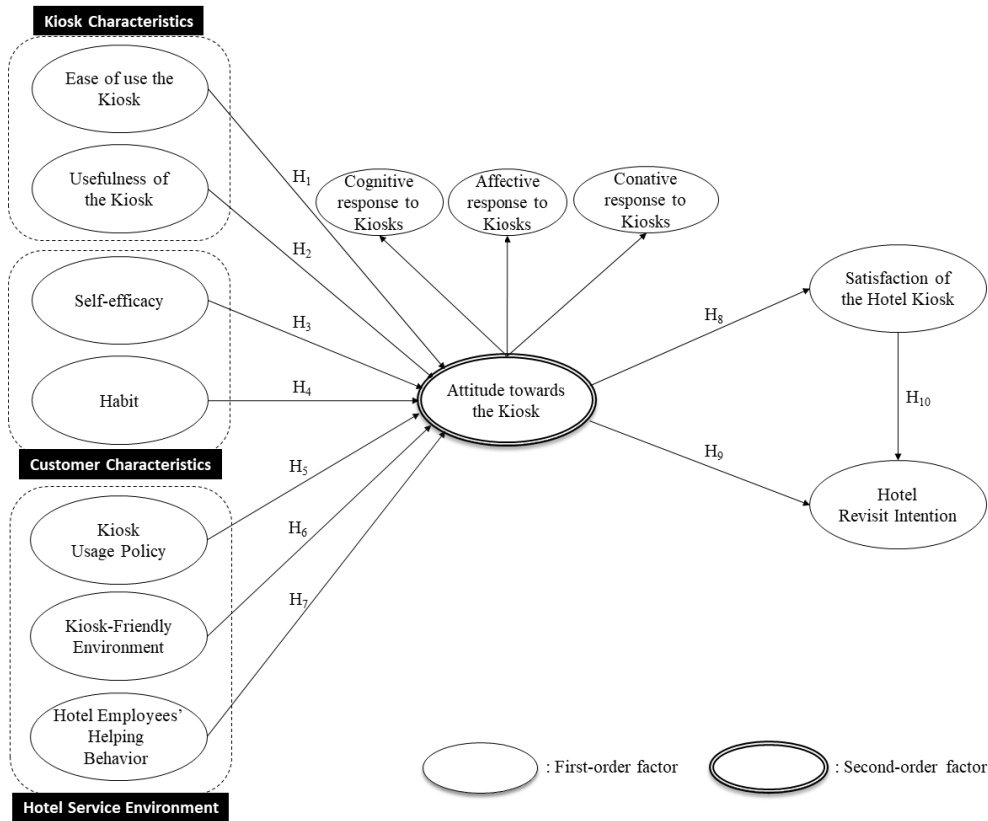 Kiosk Characteristics
Ease of use the
Kiosk
Usefulness of
the Kiosk
H₁
H₂
Cognitive
response to
Kiosks
Affective
response to
Kiosks
Conative
response to
Kiosks
Self-efficacy
Habit
Customer Characteristics
H₃
H₄
Attitude towards
the Kiosk
H₈
H₉
Satisfaction of
the Hotel Kiosk
H₁₀
Hotel
Revisit Intention
Kiosk
Usage Policy
Kiosk-Friendly
Environment
Hotel Employees’
Helping
Behavior
Hotel Service Environment
H₅
H₆
H₇
: First-order factor
: Second-order factor